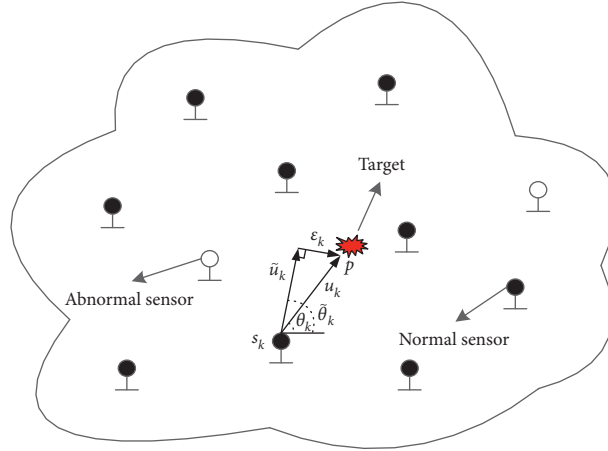 Target
ε_k
p
ũ_k
u_k
Abnormal sensor
θ_k
θ̃_k
s_k
Normal sensor